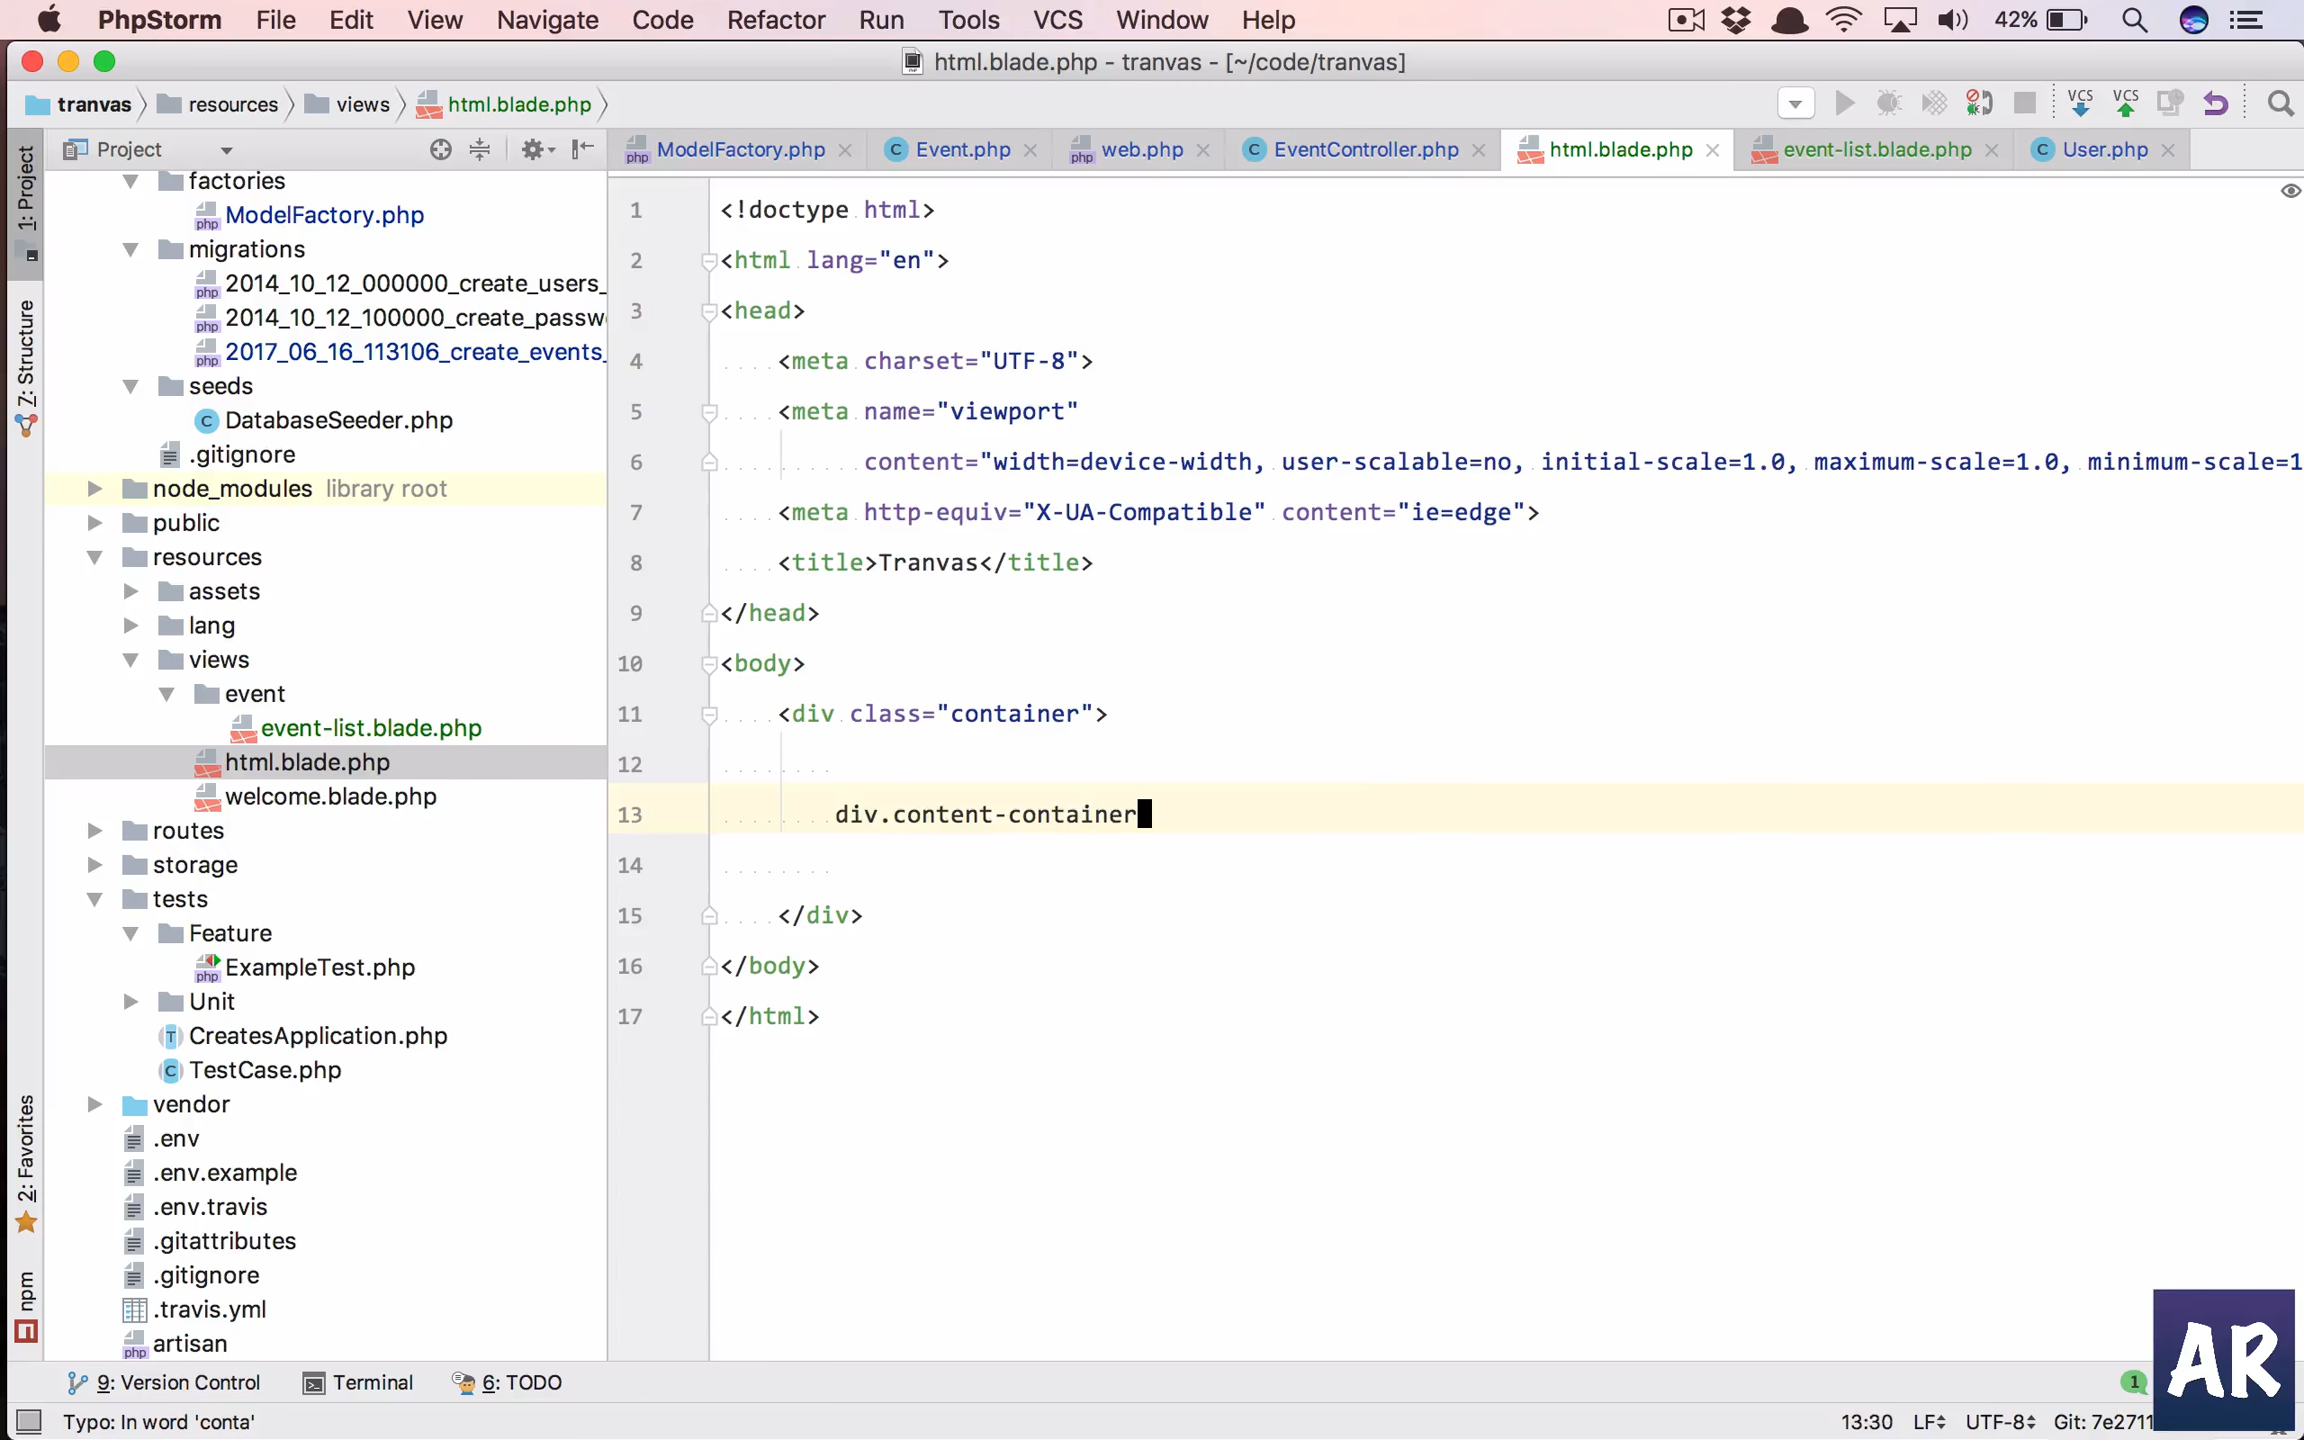 PhpStorm File Edit View Navigate Code Refactor Run Tools VCS Window Help 42%
html.blade.php - tranvas - [~/code/tranvas]
tranvas resources views html.blade.php VCS VCS
1: Project
7: Structure
2: Favorites
npm
Project
factories
ModelFactory.php
migrations
2014_10_12_000000_create_users_
2014_10_12_100000_create_passw
2017_06_16_113106_create_events_
seeds
DatabaseSeeder.php
.gitignore
node_modules library root
public
resources
assets
lang
views
event
event-list.blade.php
html.blade.php
welcome.blade.php
routes
storage
tests
Feature
ExampleTest.php
Unit
CreatesApplication.php
TestCase.php
vendor
.env
.env.example
.env.travis
.gitattributes
.gitignore
.travis.yml
artisan
ModelFactory.php Event.php web.php EventController.php html.blade.php event-list.blade.php User.php
1 <!doctype html>
2 <html lang="en">
3 <head>
4 <meta charset="UTF-8">
5 <meta name="viewport"
6 content="width=device-width, user-scalable=no, initial-scale=1.0, maximum-scale=1.0, minimum-scale=1
7 <meta http-equiv="X-UA-Compatible" content="ie=edge">
8 <title>Tranvas</title>
9 </head>
10 <body>
11 <div class="container">
12
13 div.content-container
14
15 </div>
16 </body>
17 </html>
9: Version Control Terminal 6: TODO 1
Typo: In word 'conta' 13:30 LF UTF-8 Git: 7e2711
AR